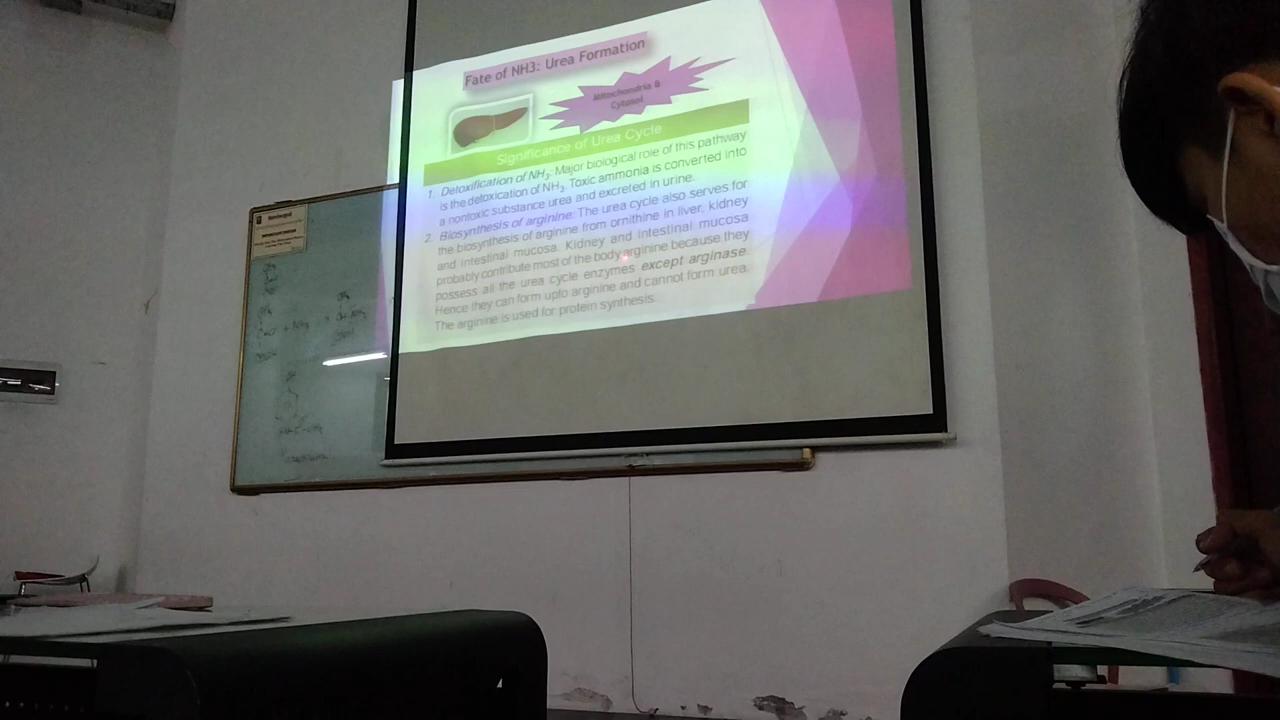 Fate of NH3: Urea Formation
Mitochondria &
Cytosol
Significance of Urea Cycle
1. Detoxification of NH3- Major biological role of this pathway
is the detoxication of NH3. Toxic ammonia is converted into
a nontoxic substance urea and excreted in urine.
2. Biosynthesis of arginine: The urea cycle also serves for
the biosynthesis of arginine from ornithine in liver, kidney
and intestinal mucosa. Kidney and intestinal mucosa
probably contribute most of the body arginine because they
possess all the urea cycle enzymes except arginase.
Hence they can form upto arginine and cannot form urea.
The arginine is used for protein synthesis.